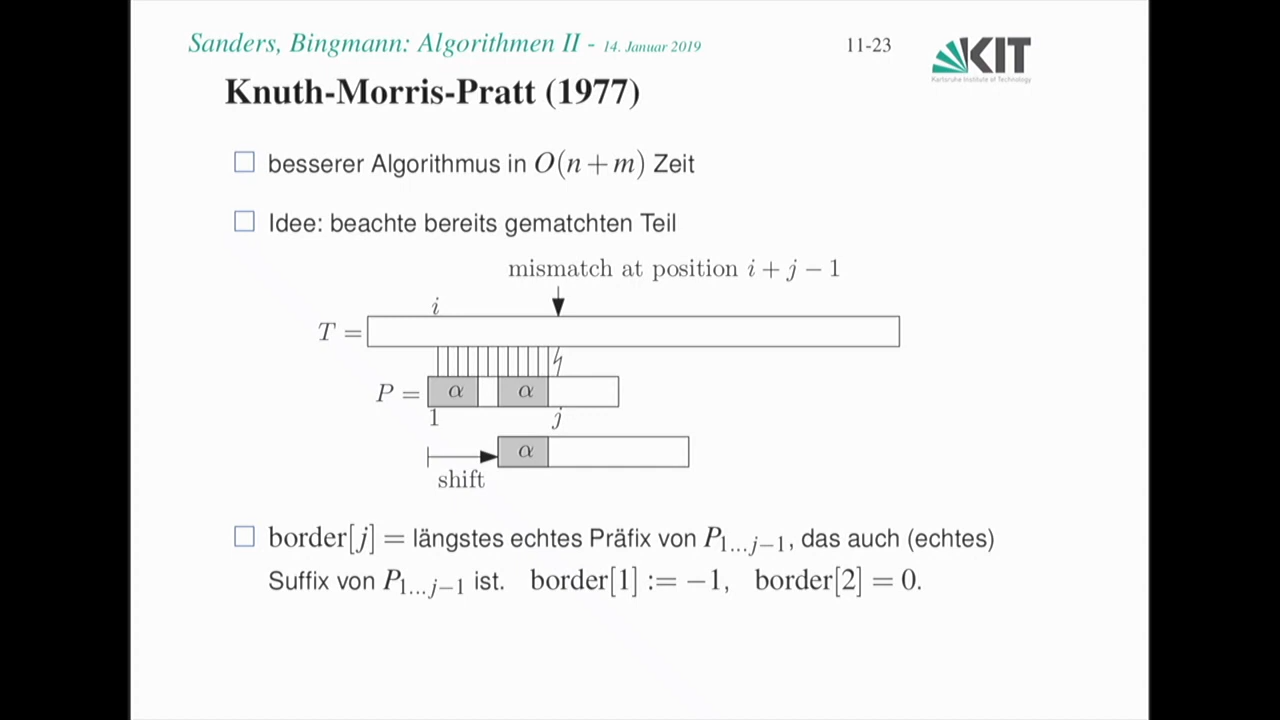 Sanders, Bingmann: Algorithmen II - 14. Januar 2019 11-23
KIT
Karlsruhe Institute of Technology
Knuth-Morris-Pratt (1977)
besserer Algorithmus in O(n+m) Zeit
Idee: beachte bereits gematchten Teil
mismatch at position i + j − 1
i
T =
P = α α
1 j
α
shift
border[j] = längstes echtes Präfix von P₁…ⱼ₋₁, das auch (echtes)
Suffix von P₁…ⱼ₋₁ ist. border[1] := −1, border[2] = 0.